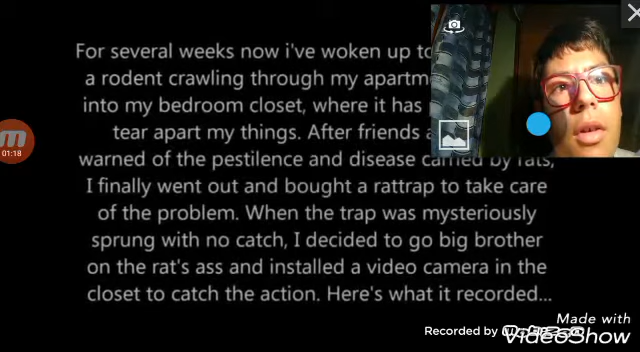 For several weeks now i've woken up to
a rodent crawling through my
into my bedroom closet, where it has
tear apart my things. After friends
warned of the pestilence and disease carried by rats,
I finally went out and bought a rattrap to take care
of the problem. When the trap was mysteriously
sprung with no catch, I decided to go big brother
on the rat's ass and installed a video camera in the
closet to catch the action. Here's what it recorded...
01:18
Made with
Recorded by
VideoShow